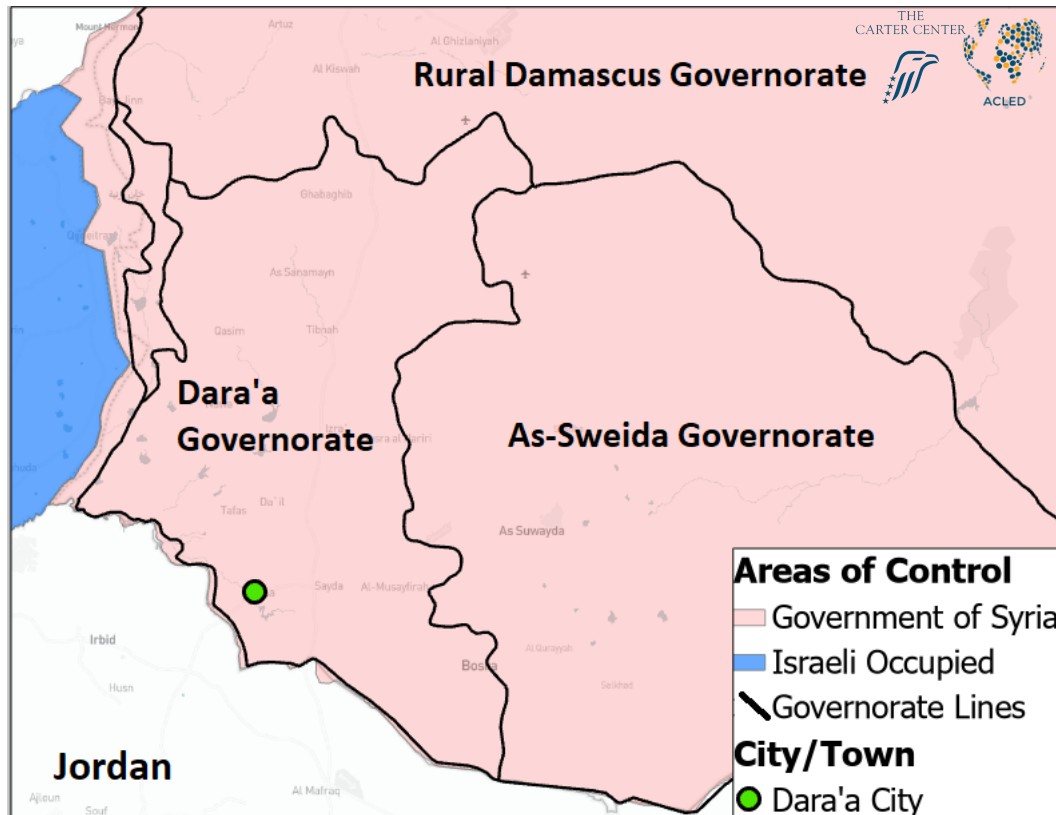 THE
CARTER CENTER
ACLED
Mount Hermon
Artuz
Al Ghizlaniyah
Al Kiswah
Rural Damascus Governorate
Ghabaghib
As Sanamayn
Qasim
Tibnah
Dara'a
Governorate
As-Sweida Governorate
Da`il
Tafas
As Suwayda
Sayda
Al-Musayfirah
Al Qurayyah
Irbid
Husn
Jordan
Ajloun
Souf
Al Mafraq
Areas of Control
Government of Syria
Israeli Occupied
Governorate Lines
City/Town
Dara'a City